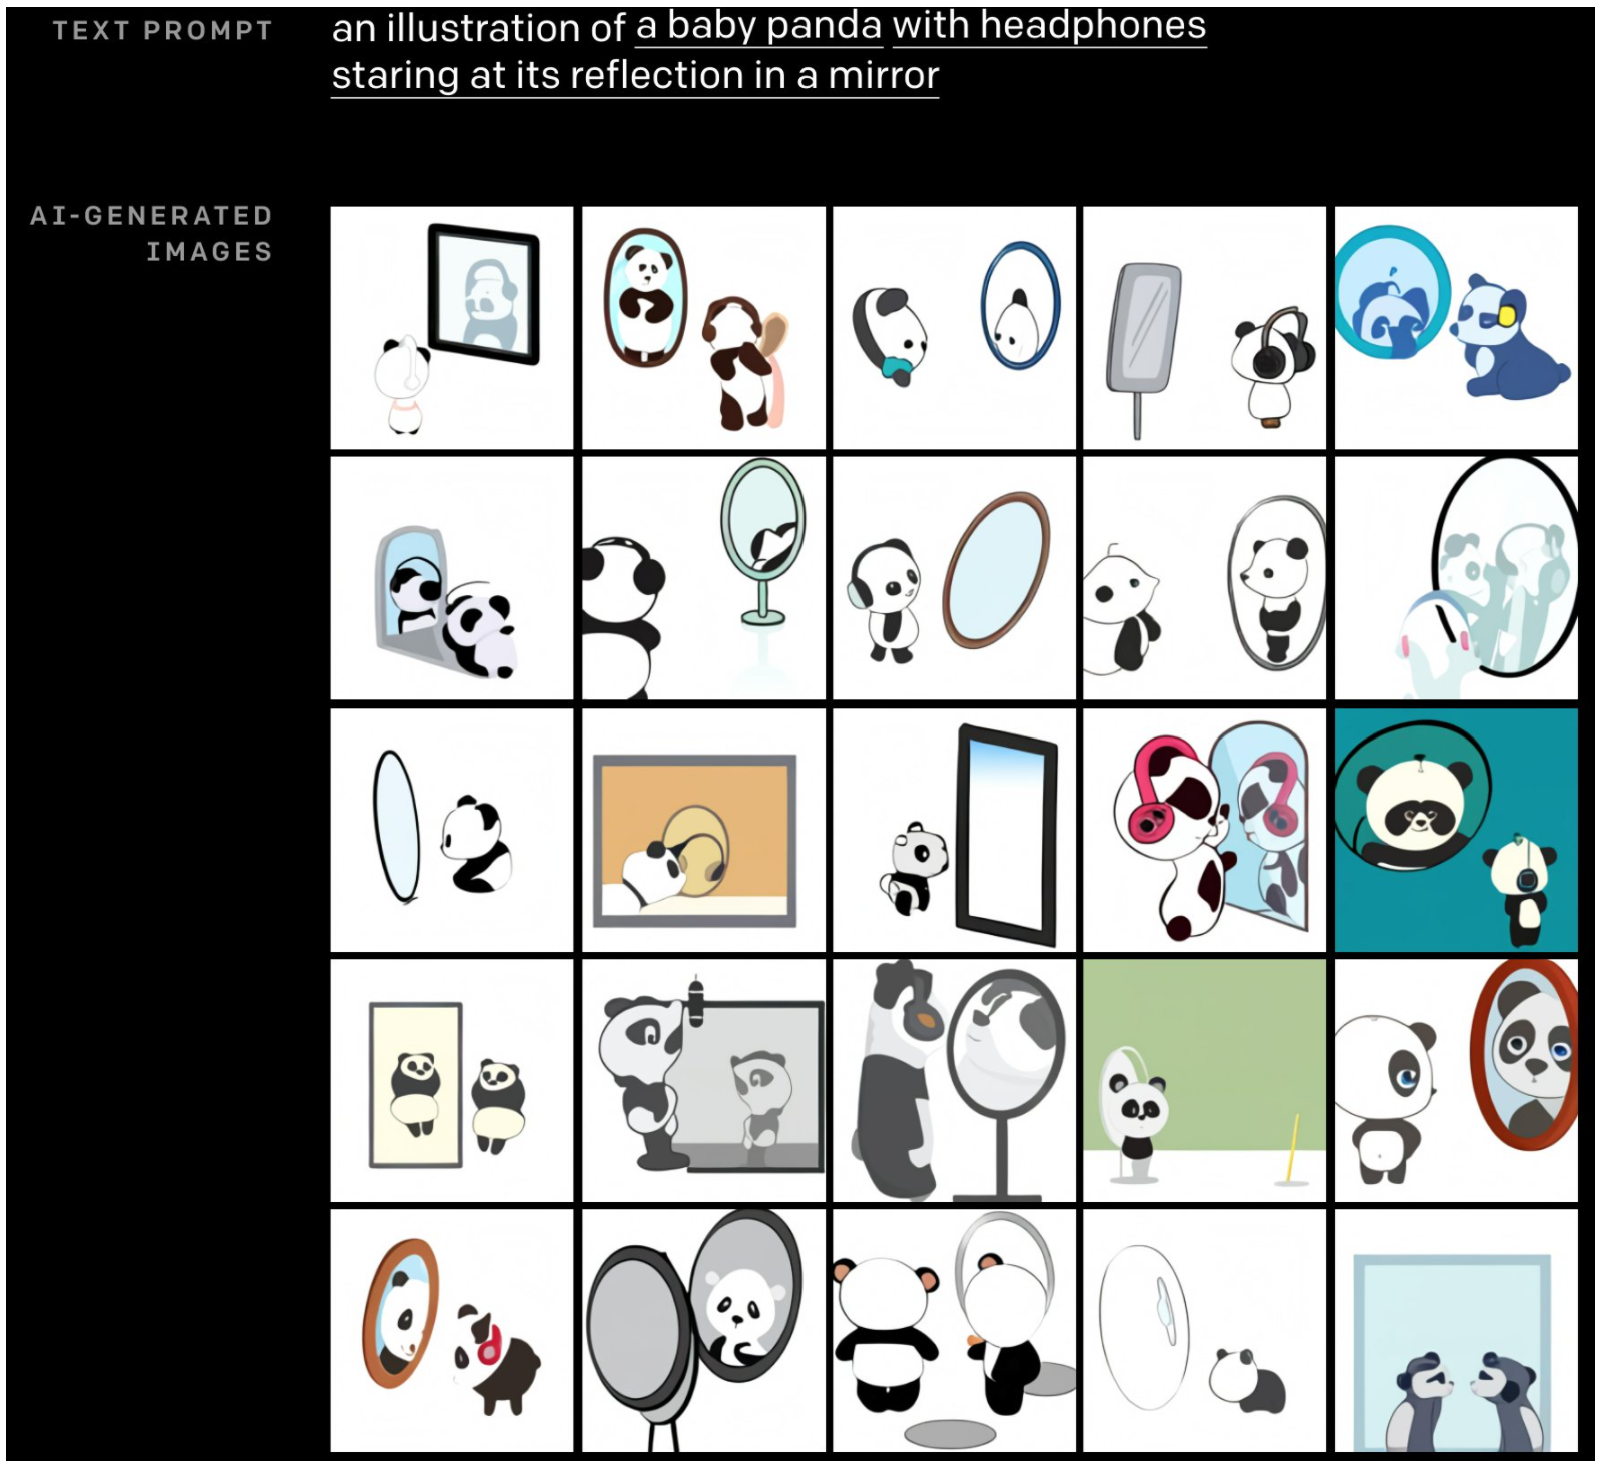 TEXT PROMPT
an illustration of a baby panda with headphones
staring at its reflection in a mirror
AI-GENERATED
IMAGES